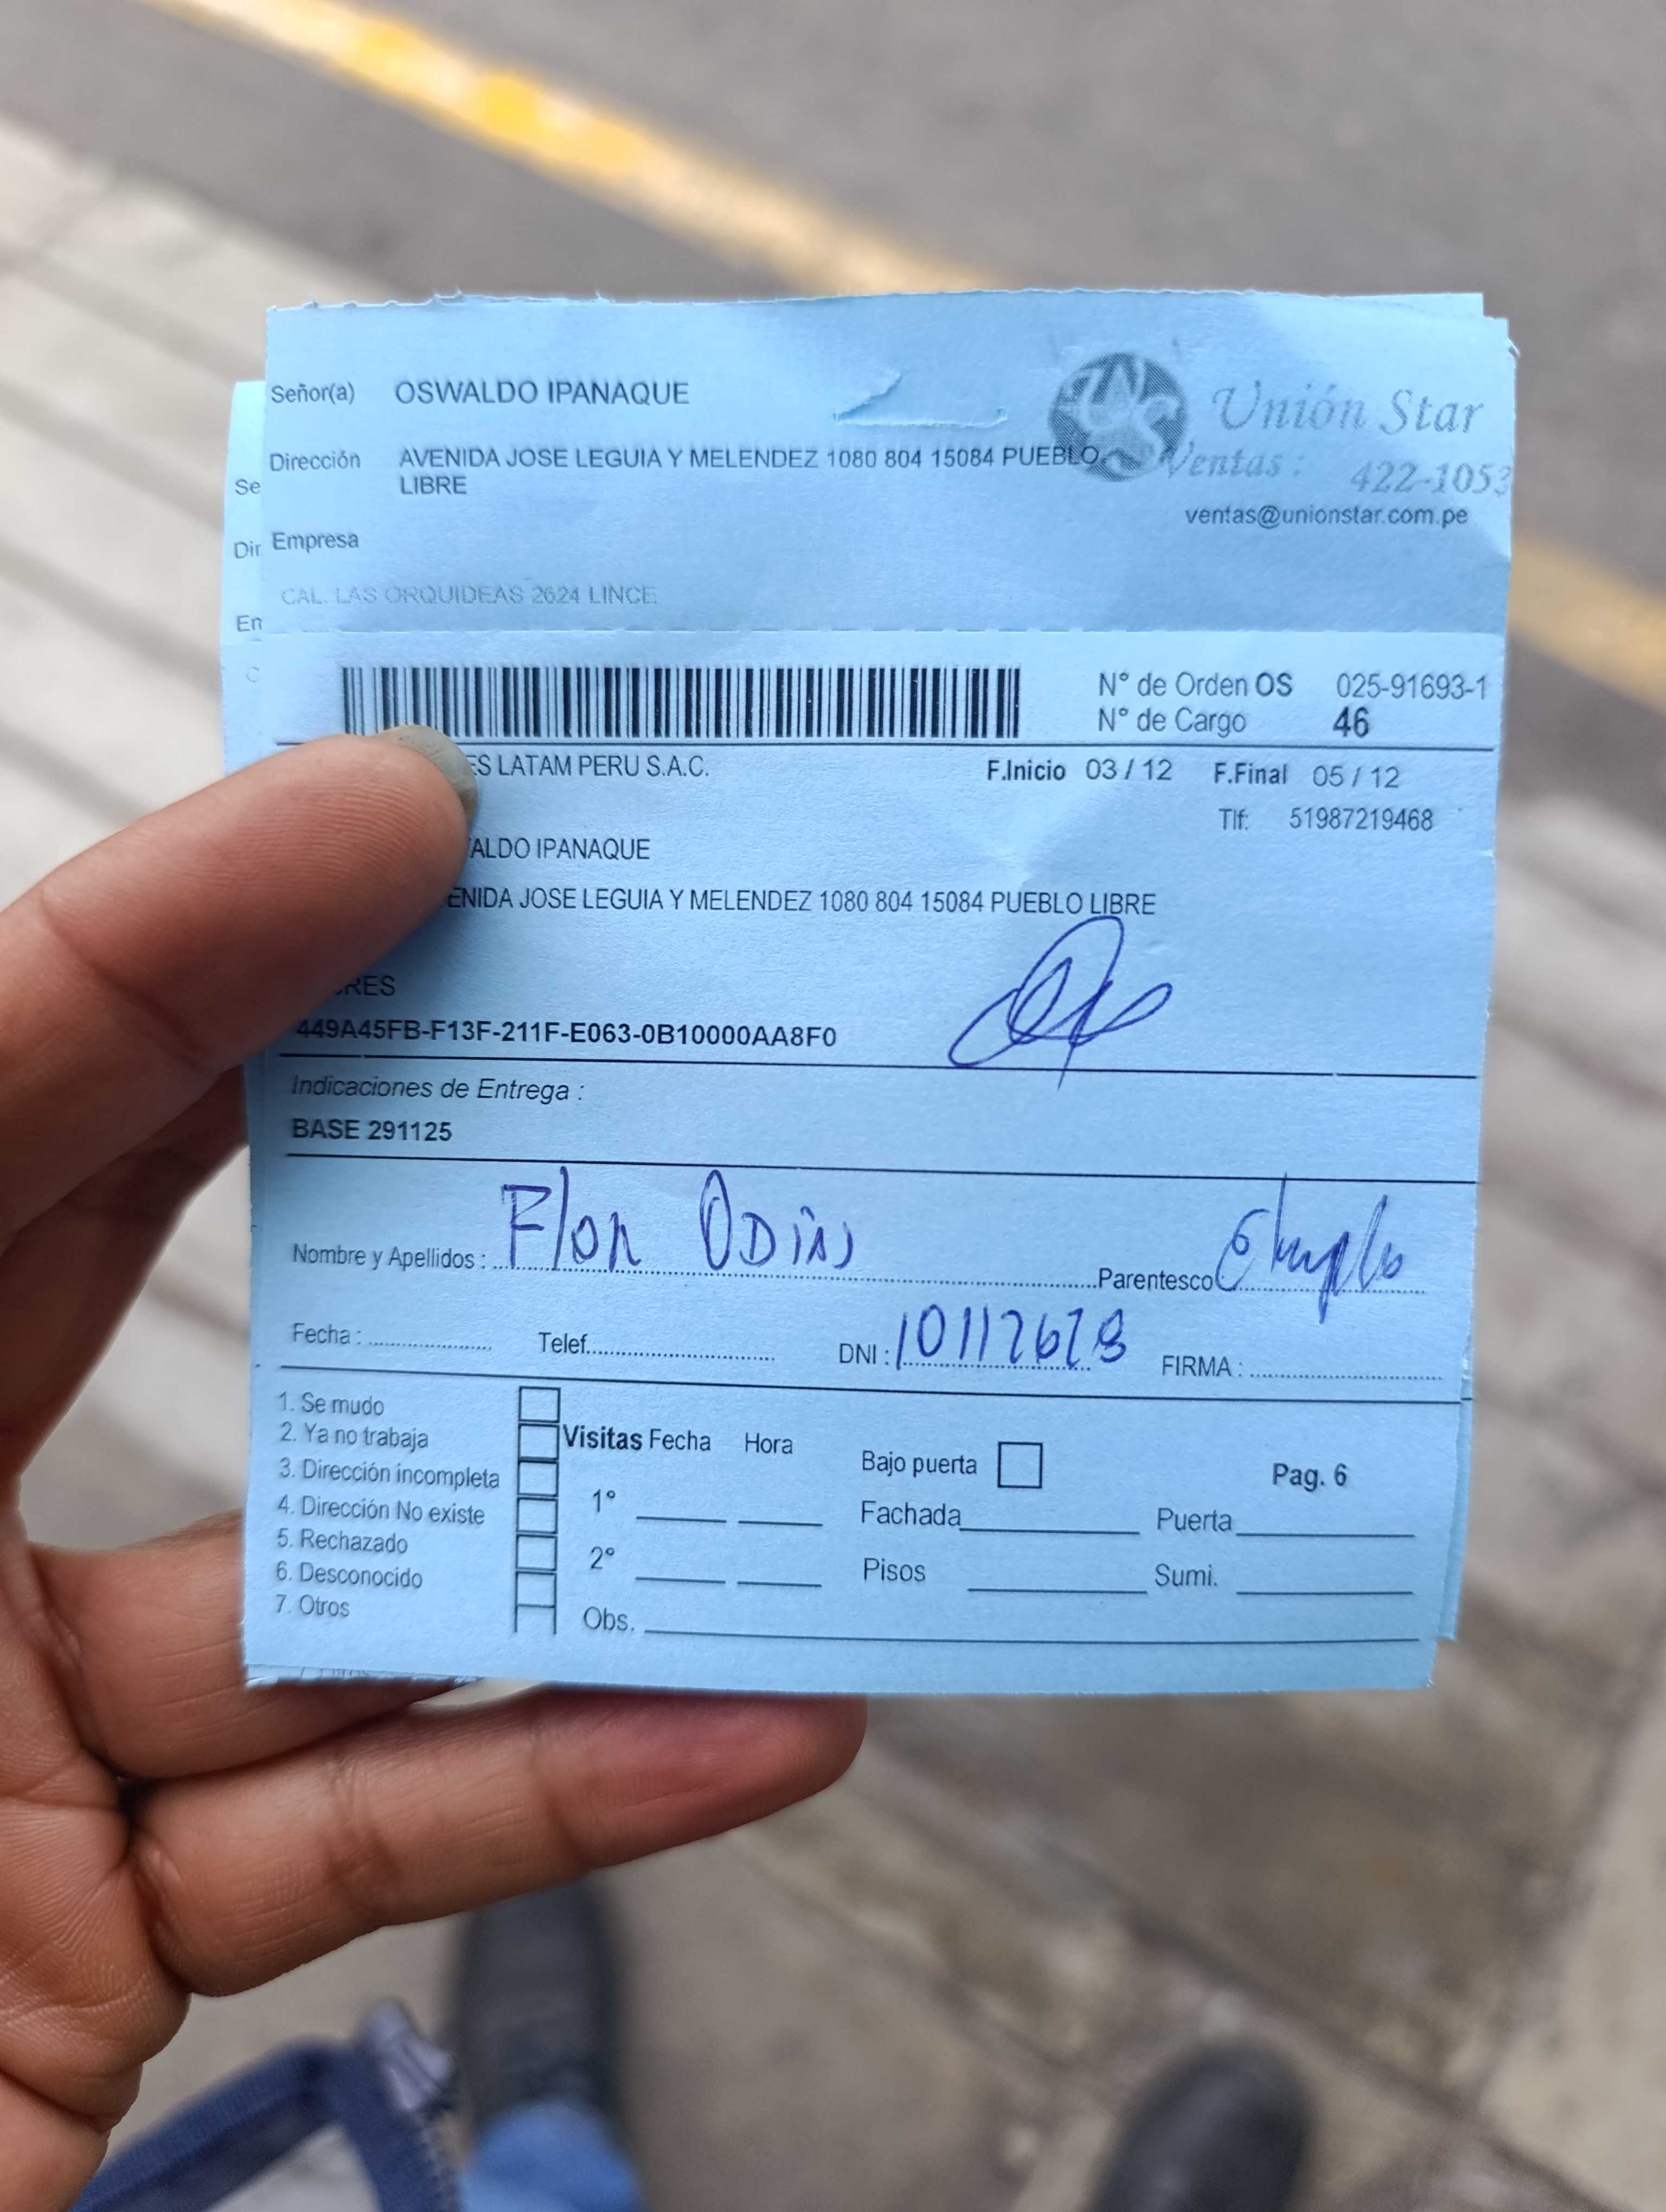 Señor(a) OSWALDO IPANAQUE
Unión Star
Dirección AVENIDA JOSE LEGUIA Y MELENDEZ 1080 804 15084 PUEBLO
LIBRE
Ventas : 422-1053
ventas@unionstar.com.pe
Se
Dir
Empresa
CAL. LAS ORQUIDEAS 2624 LINCE
N° de Orden OS 025-91693-1
N° de Cargo 46
ES LATAM PERU S.A.C. F.Inicio 03 / 12 F.Final 05 / 12
Tlf: 51987219468
ALDO IPANAQUE
ENIDA JOSE LEGUIA Y MELENDEZ 1080 804 15084 PUEBLO LIBRE
RES
449A45FB-F13F-211F-E063-0B10000AA8F0
Indicaciones de Entrega :
BASE 291125
Nombre y Apellidos : Flor Parentesco
Fecha : Telef. DNI : FIRMA :
1. Se mudo
2. Ya no trabaja
3. Dirección incompleta
4. Dirección No existe
5. Rechazado
6. Desconocido
7. Otros
Visitas Fecha Hora
1°
2°
Obs.
Bajo puerta Pag. 6
Fachada Puerta
Pisos Sumi.